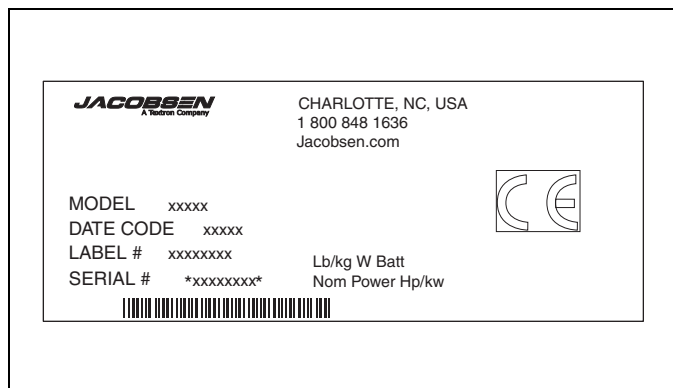 JACOBSEN
A Textron Company
CHARLOTTE, NC, USA
1 800 848 1636
Jacobsen.com
CE
MODEL xxxxx
DATE CODE xxxxx
LABEL # xxxxxxxx
SERIAL # *xxxxxxxx*
Lb/kg W Batt
Nom Power Hp/kw